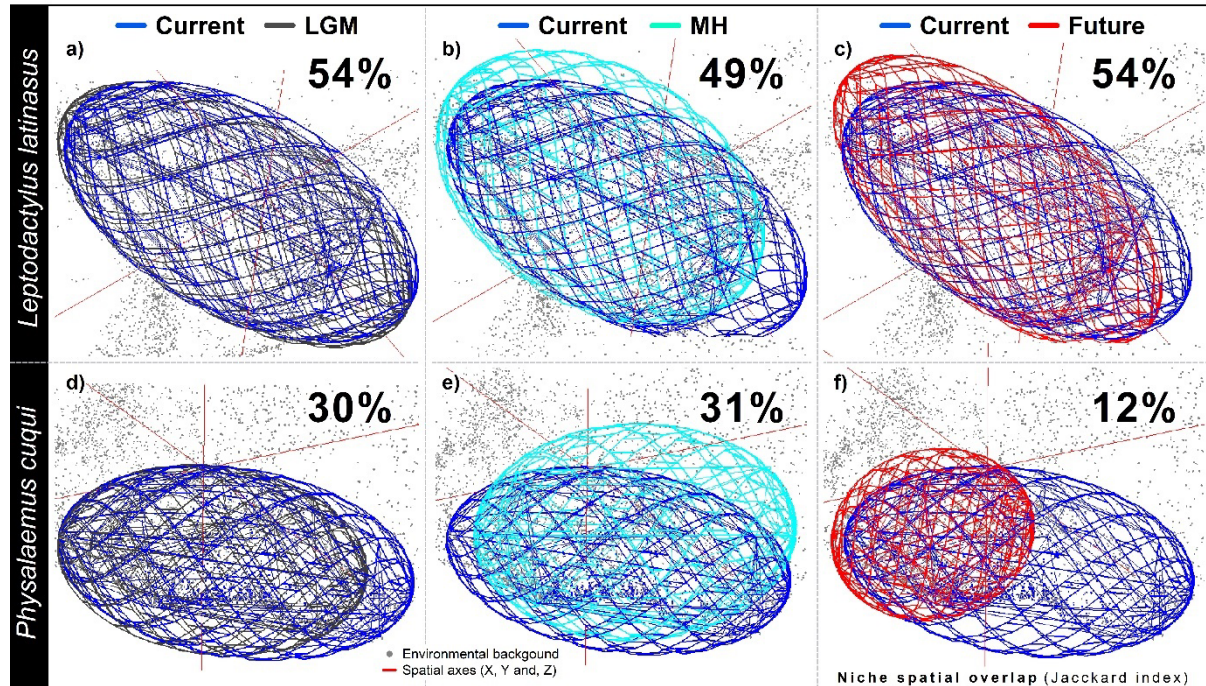 Current LGM
Current MH
Current Future
Leptodactylus latinasus
a)
54%
b)
49%
c)
54%
Physalaemus cuqui
d)
30%
e)
31%
f)
12%
Environmental backgound
Spatial axes (X, Y and, Z)
Niche spatial overlap (Jacckard index)